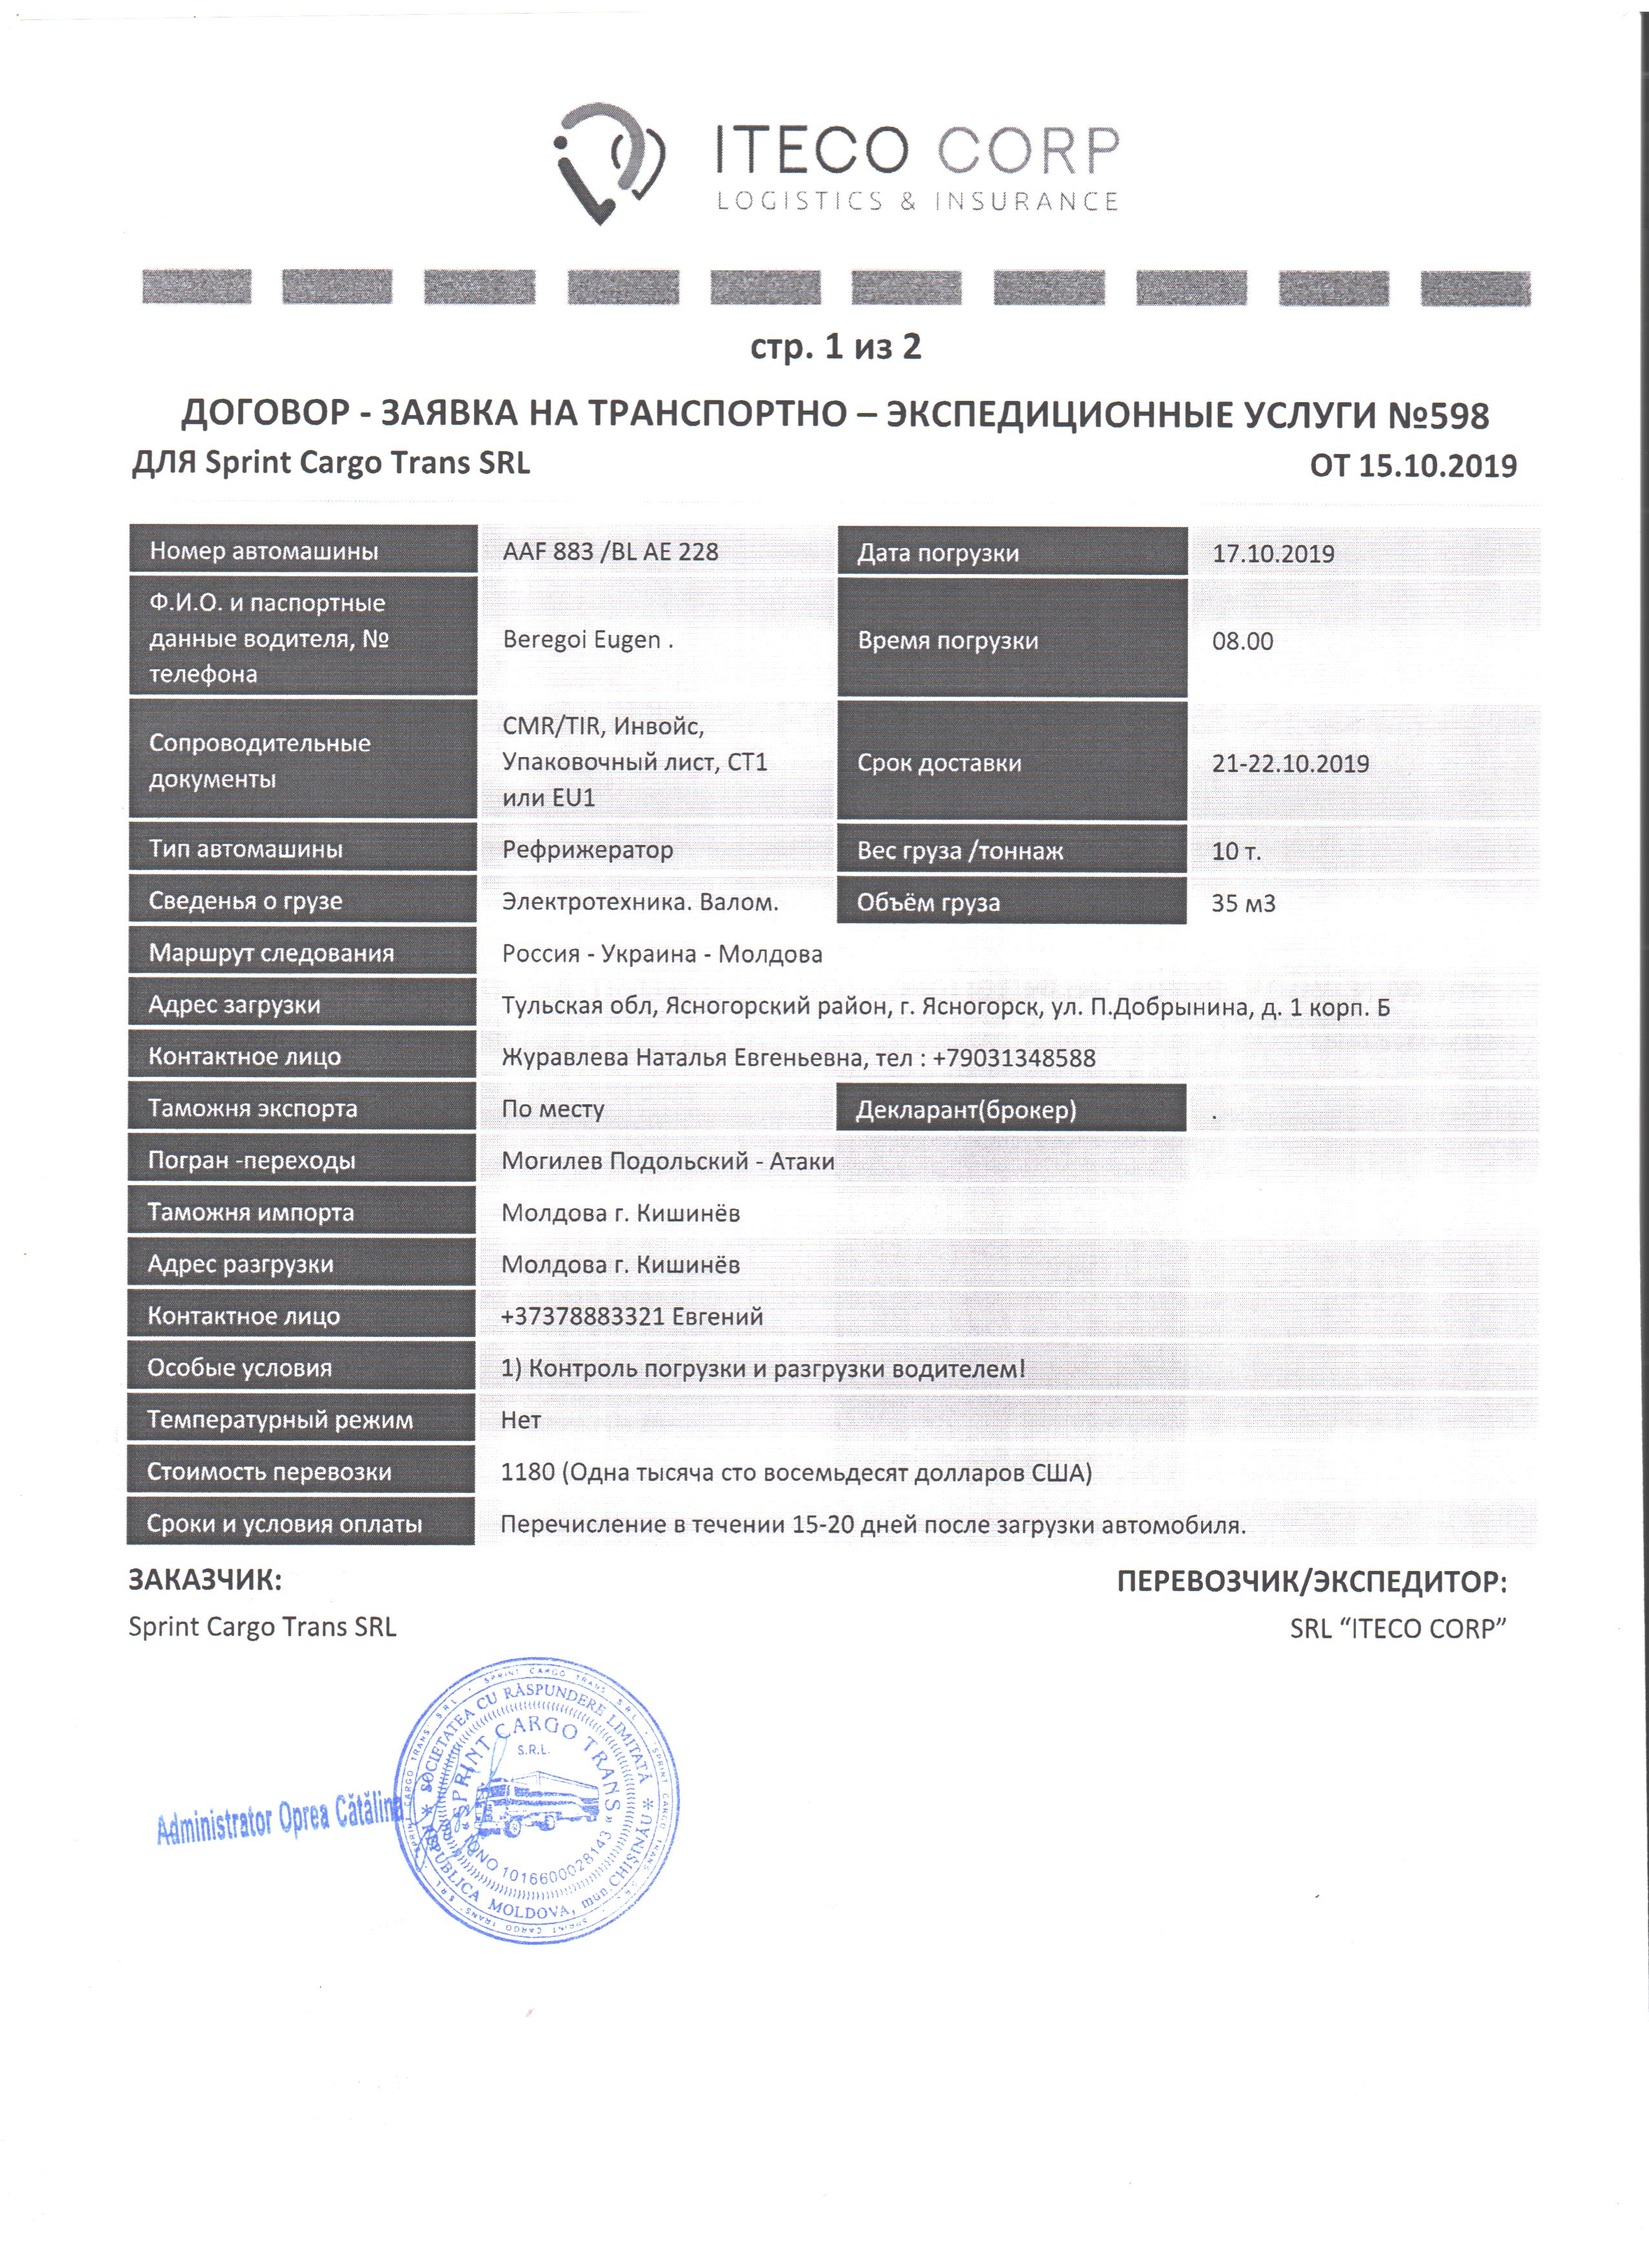 ITECO CORP
LOGISTICS & INSURANCE
стр. 1 из 2
ДОГОВОР - ЗАЯВКА НА ТРАНСПОРТНО – ЭКСПЕДИЦИОННЫЕ УСЛУГИ №598
ДЛЯ Sprint Cargo Trans SRL ОТ 15.10.2019
Номер автомашины AAF 883 /BL AE 228 Дата погрузки 17.10.2019
Ф.И.О. и паспортные
данные водителя, №
телефона
Beregoi Eugen .
Время погрузки 08.00
Сопроводительные
документы
CMR/TIR, Инвойс,
Упаковочный лист, СТ1
или EU1
Срок доставки 21-22.10.2019
Тип автомашины Рефрижератор Вес груза /тоннаж 10 т.
Сведенья о грузе Электротехника. Валом. Объём груза 35 м3
Маршрут следования Россия - Украина - Молдова
Адрес загрузки Тульская обл, Ясногорский район, г. Ясногорск, ул. П.Добрынина, д. 1 корп. Б
Контактное лицо Журавлева Наталья Евгеньевна, тел : +79031348588
Таможня экспорта По месту Декларант(брокер) .
Погран -переходы Могилев Подольский - Атаки
Таможня импорта Молдова г. Кишинёв
Адрес разгрузки Молдова г. Кишинёв
Контактное лицо +37378883321 Евгений
Особые условия 1) Контроль погрузки и разгрузки водителем!
Температурный режим Нет
Стоимость перевозки 1180 (Одна тысяча сто восемьдесят долларов США)
Сроки и условия оплаты Перечисление в течении 15-20 дней после загрузки автомобиля.
ЗАКАЗЧИК: ПЕРЕВОЗЧИК/ЭКСПЕДИТОР:
Sprint Cargo Trans SRL SRL “ITECO CORP”
Administrator Oprea Cătălina
SOCIETATEA CU RĂSPUNDERE LIMITATĂ
REPUBLICA MOLDOVA, mun. CHIŞINĂU
«SPRINT CARGO TRANS»
S.R.L.
IDNO 1016600028143